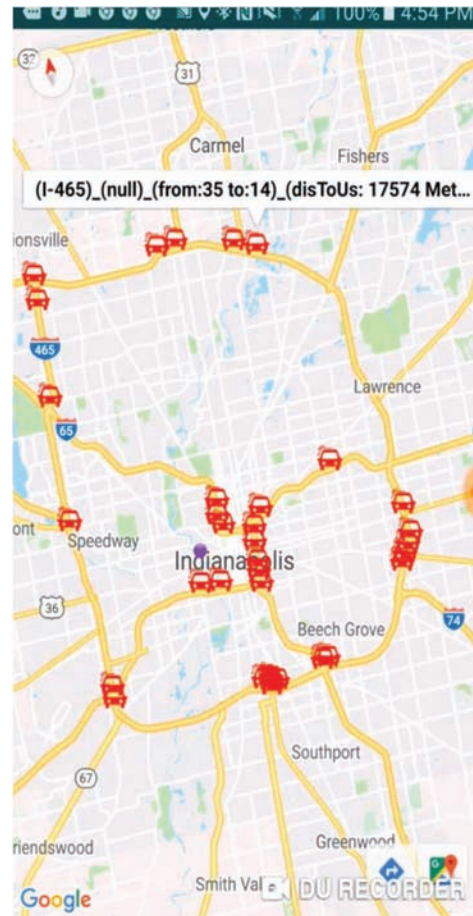 100% 4:54 PM
32
31
Carmel
Fishers
(I-465)_(null)_(from:35 to:14)_(disToUs: 17574 Met...
ionsville
465
Lawrence
65
ont
Speedway
Indianapolis
36
Beech Grove
74
Southport
67
riendswood
Greenwood
Smith Val
Google
DU RECORDER